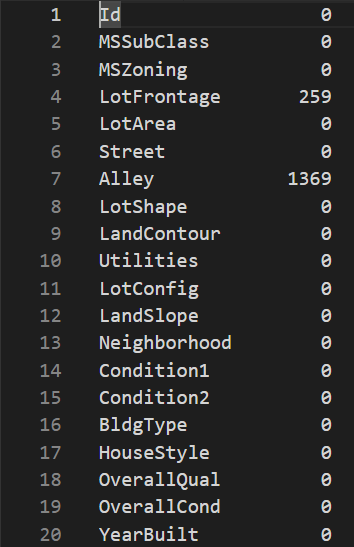 1 Id 0
2 MSSubClass 0
3 MSZoning 0
4 LotFrontage 259
5 LotArea 0
6 Street 0
7 Alley 1369
8 LotShape 0
9 LandContour 0
10 Utilities 0
11 LotConfig 0
12 LandSlope 0
13 Neighborhood 0
14 Condition1 0
15 Condition2 0
16 BldgType 0
17 HouseStyle 0
18 OverallQual 0
19 OverallCond 0
20 YearBuilt 0